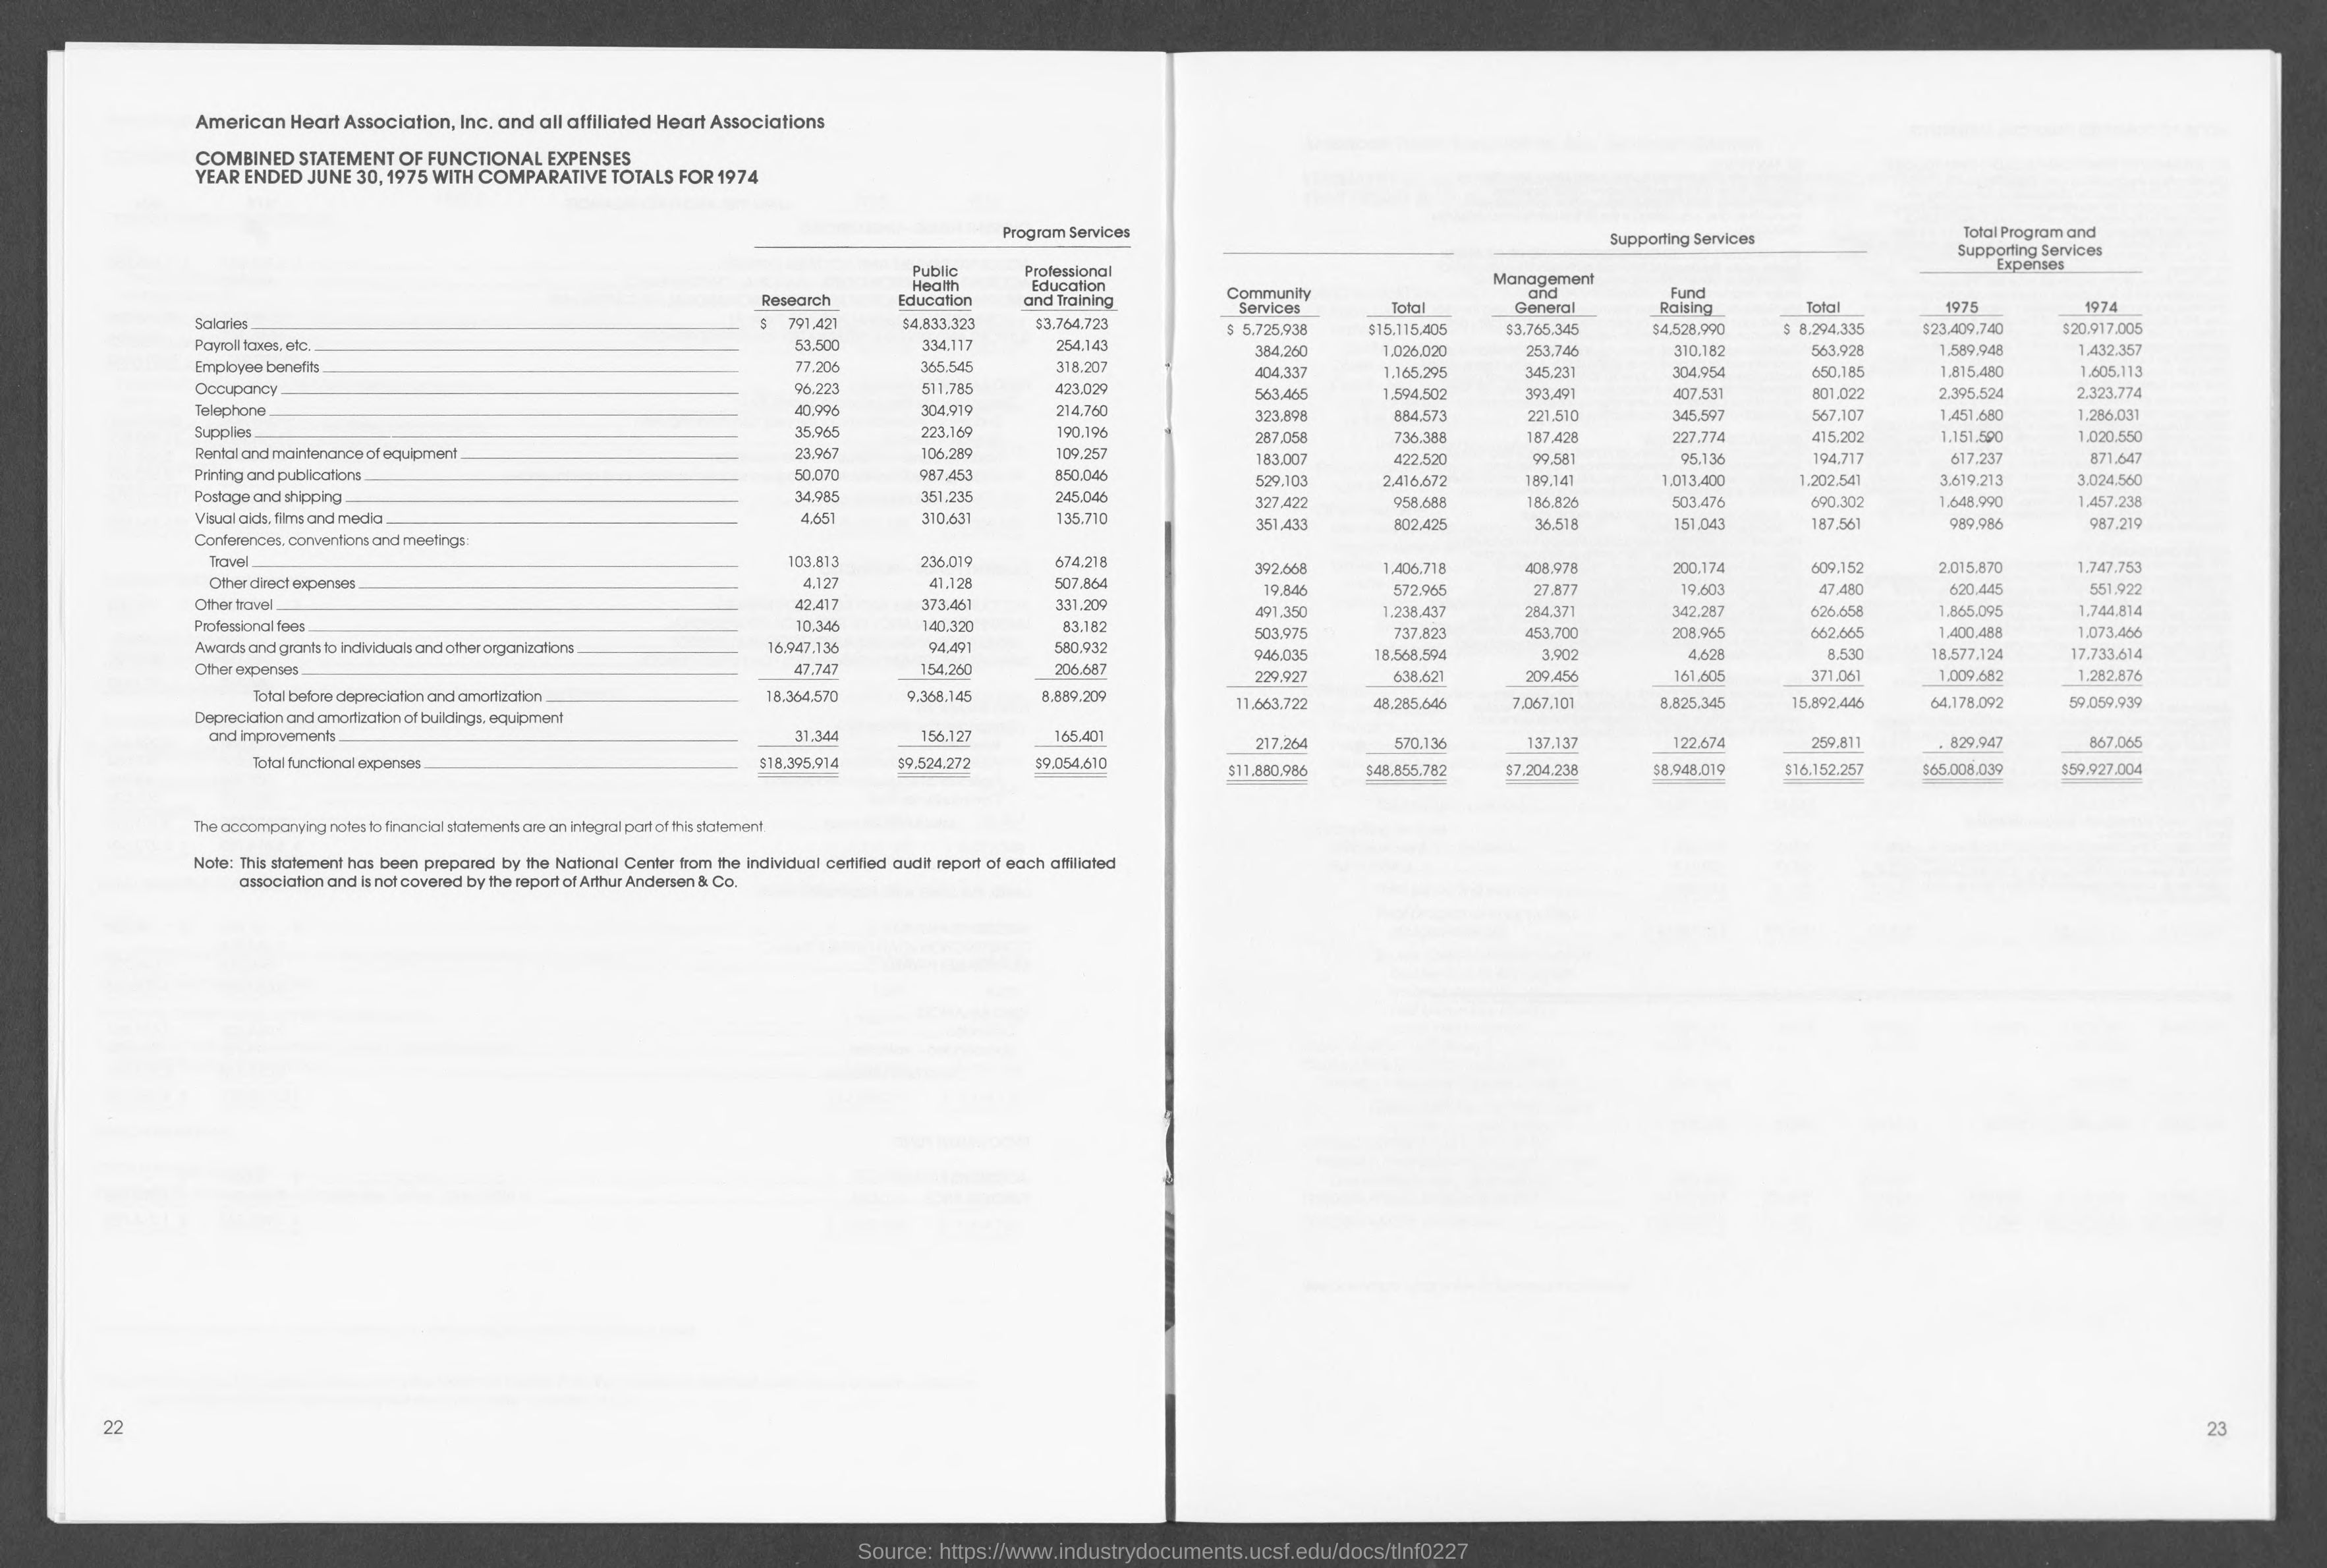 American Heart Association, Inc. and all affiliated Heart Associations
COMBINED STATEMENT OF FUNCTIONAL EXPENSES
YEAR ENDED JUNE 30, 1975 WITH COMPARATIVE TOTALS FOR 1974
Program Services
Research Public Health Education Professional Education and Training
Salaries $ 791,421 $4,833,323 $3,764,723
Payroll taxes, etc. 53,500 334,117 254,143
Employee benefits 77,206 365,545 318,207
Occupancy 96,223 511,785 423,029
Telephone 40,996 304,919 214,760
Supplies 35,965 223,169 190,196
Rental and maintenance of equipment 23,967 106,289 109,257
Printing and publications 50,070 987,453 850,046
Postage and shipping 34,985 351,235 245,046
Visual aids, films and media 4,651 310,631 135,710
Conferences, conventions and meetings:
Travel 103,813 236,019 674,218
Other direct expenses 4,127 41,128 507,864
Other travel 42,417 373,461 331,209
Professional fees 10,346 140,320 83,182
Awards and grants to individuals and other organizations 16,947,136 94,491 580,932
Other expenses 47,747 154,260 206,687
Total before depreciation and amortization 18,364,570 9,368,145 8,889,209
Depreciation and amortization of buildings, equipment
and improvements 31,344 156,127 165,401
Total functional expenses $18,395,914 $9,524,272 $9,054,610
The accompanying notes to financial statements are an integral part of this statement.
Note: This statement has been prepared by the National Center from the individual certified audit report of each affiliated
association and is not covered by the report of Arthur Andersen & Co.
22
Supporting Services Total Program and Supporting Services Expenses
Community Services Total Management and General Fund Raising Total 1975 1974
$ 5,725,938 $15,115,405 $3,765,345 $4,528,990 $ 8,294,335 $23,409,740 $20,917,005
384,260 1,026,020 253,746 310,182 563,928 1,589,948 1,432,357
404,337 1,165,295 345,231 304,954 650,185 1,815,480 1,605,113
563,465 1,594,502 393,491 407,531 801,022 2,395,524 2,323,774
323,898 884,573 221,510 345,597 567,107 1,451,680 1,286,031
287,058 736,388 187,428 227,774 415,202 1,151,590 1,020,550
183,007 422,520 99,581 95,136 194,717 617,237 871,647
529,103 2,416,672 189,141 1,013,400 1,202,541 3,619,213 3,024,560
327,422 958,688 186,826 503,476 690,302 1,648,990 1,457,238
351,433 802,425 36,518 151,043 187,561 989,986 987,219
392,668 1,406,718 408,978 200,174 609,152 2,015,870 1,747,753
19,846 572,965 27,877 19,603 47,480 620,445 551,922
491,350 1,238,437 284,371 342,287 626,658 1,865,095 1,744,814
503,975 737,823 453,700 208,965 662,665 1,400,488 1,073,466
946,035 18,568,594 3,902 4,628 8,530 18,577,124 17,733,614
229,927 638,621 209,456 161,605 371,061 1,009,682 1,282,876
11,663,722 48,285,646 7,067,101 8,825,345 15,892,446 64,178,092 59,059,939
217,264 570,136 137,137 122,674 259,811 829,947 867,065
$11,880,986 $48,855,782 $7,204,238 $8,948,019 $16,152,257 $65,008,039 $59,927,004
23
Source: https://www.industrydocuments.ucsf.edu/docs/tlnf0227